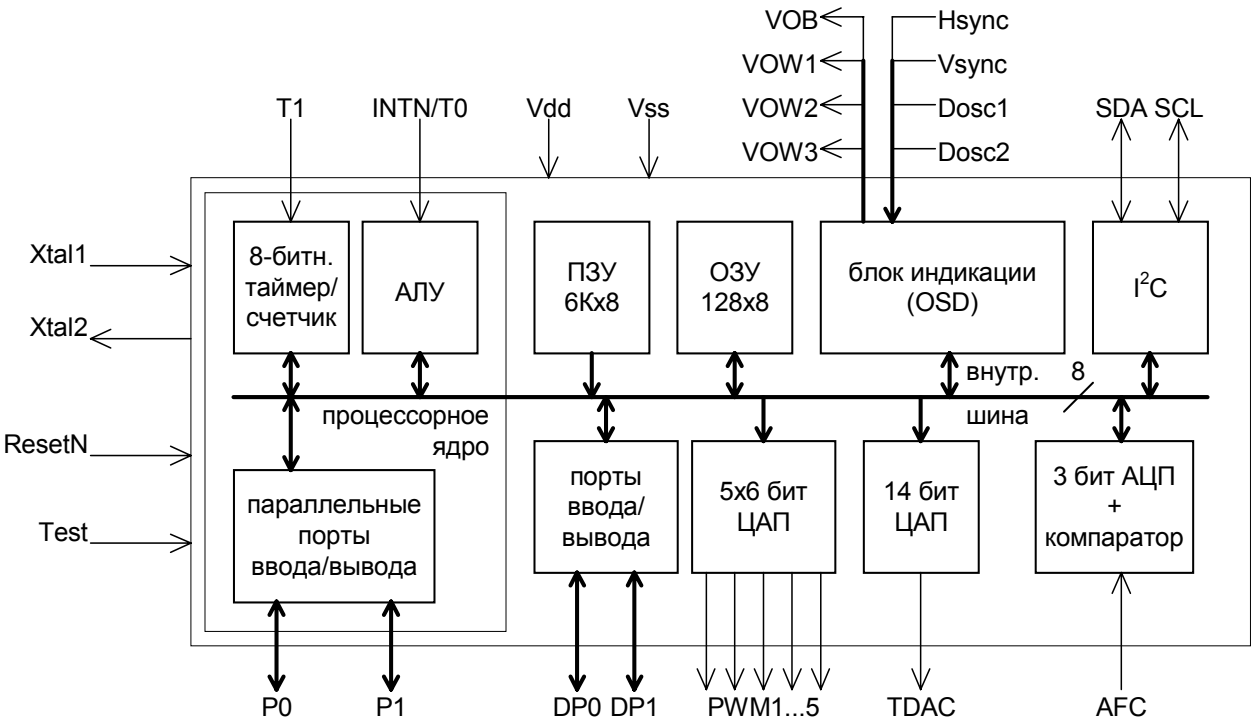 VOB
Hsync
VOW1
Vsync
T1
INTN/T0
Vdd
Vss
VOW2
Dosc1
SDA
SCL
VOW3
Dosc2
Xtal1
8-битн.
таймер/
счетчик
АЛУ
ПЗУ
6Кх8
ОЗУ
128х8
блок индикации
(OSD)
I²C
Xtal2
внутр.
8
шина
процессорное
ядро
ResetN
параллельные
порты
ввода/вывода
порты
ввода/
вывода
5х6 бит
ЦАП
14 бит
ЦАП
3 бит АЦП
+
компаратор
Test
P0
P1
DP0
DP1
PWM1...5
TDAC
AFC